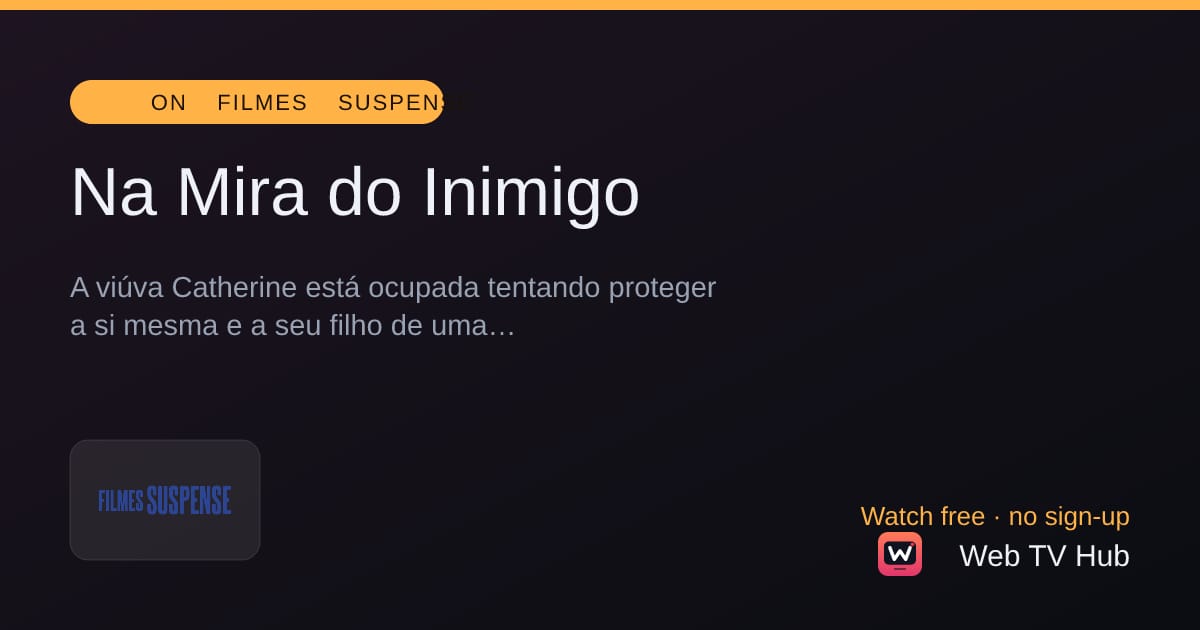 ON FILMES SUSPENSE
Na Mira do Inimigo
A viúva Catherine está ocupada tentando proteger
a si mesma e a seu filho de uma…
FILMES SUSPENSE
Watch free · no sign-up
W
Web TV Hub